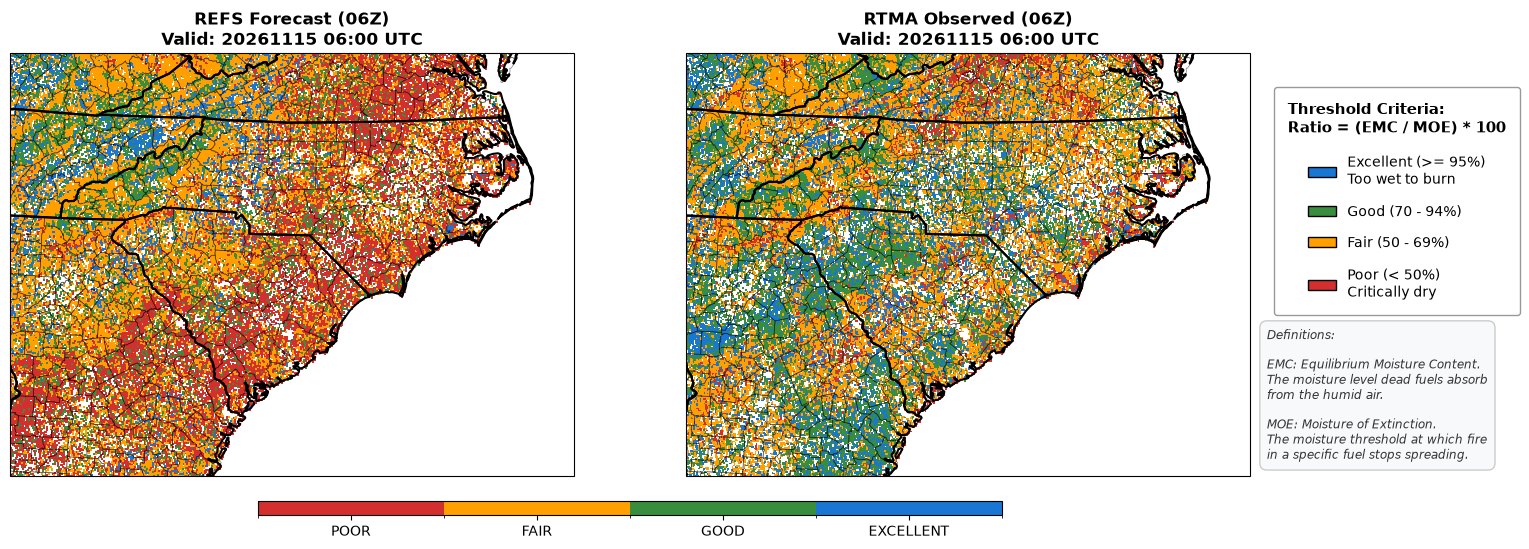 REFS Forecast (06Z)
Valid: 20261115 06:00 UTC
RTMA Observed (06Z)
Valid: 20261115 06:00 UTC
Threshold Criteria:
Ratio = (EMC / MOE) * 100
Excellent (>= 95%)
Too wet to burn
Good (70 - 94%)
Fair (50 - 69%)
Poor (< 50%)
Critically dry
Definitions:
EMC: Equilibrium Moisture Content.
The moisture level dead fuels absorb
from the humid air.
MOE: Moisture of Extinction.
The moisture threshold at which fire
in a specific fuel stops spreading.
POOR
FAIR
GOOD
EXCELLENT